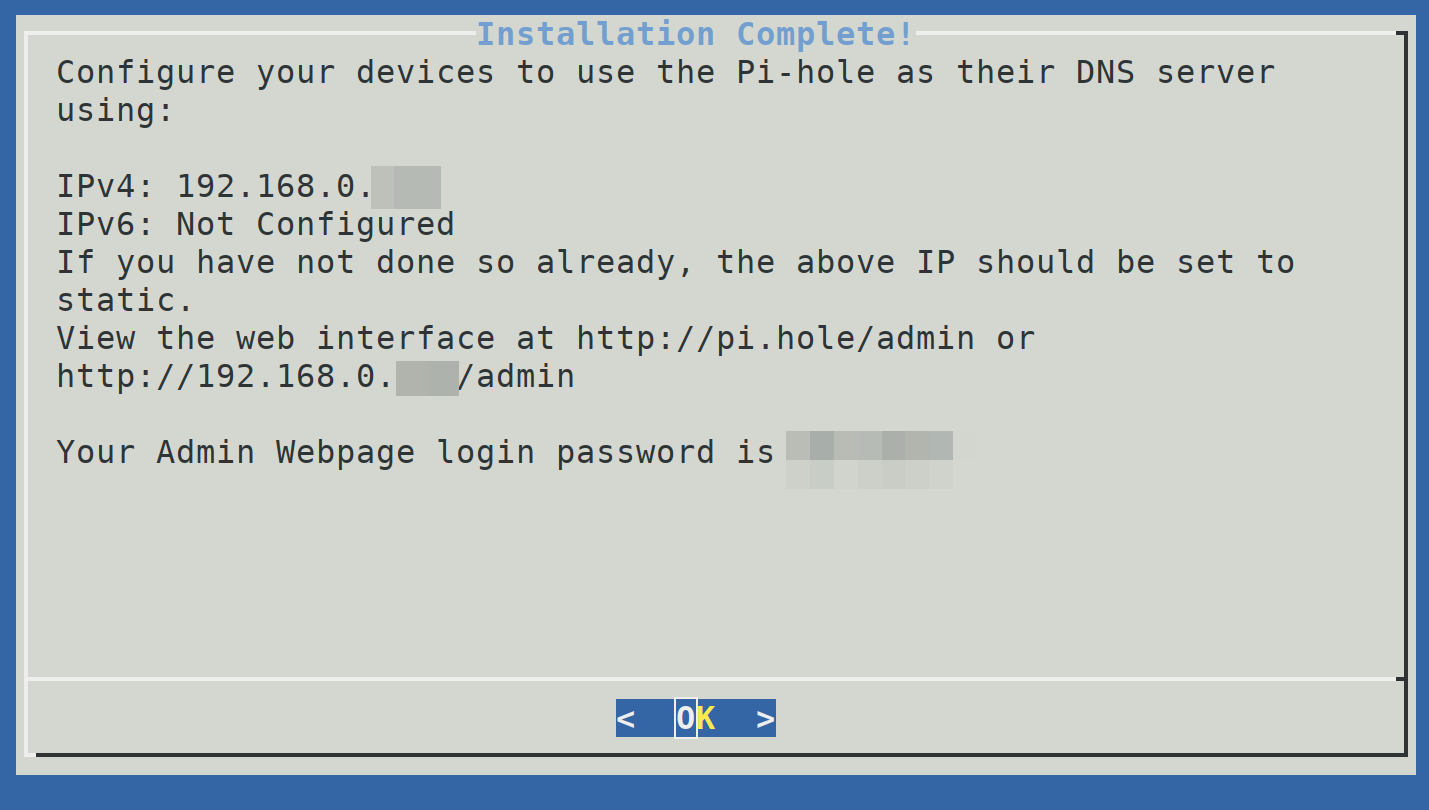 Installation Complete!
Configure your devices to use the Pi-hole as their DNS server
using:
IPv4: 192.168.0.
IPv6: Not Configured
If you have not done so already, the above IP should be set to
static.
View the web interface at http://pi.hole/admin or
http://192.168.0. /admin
Your Admin Webpage login password is
< OK >